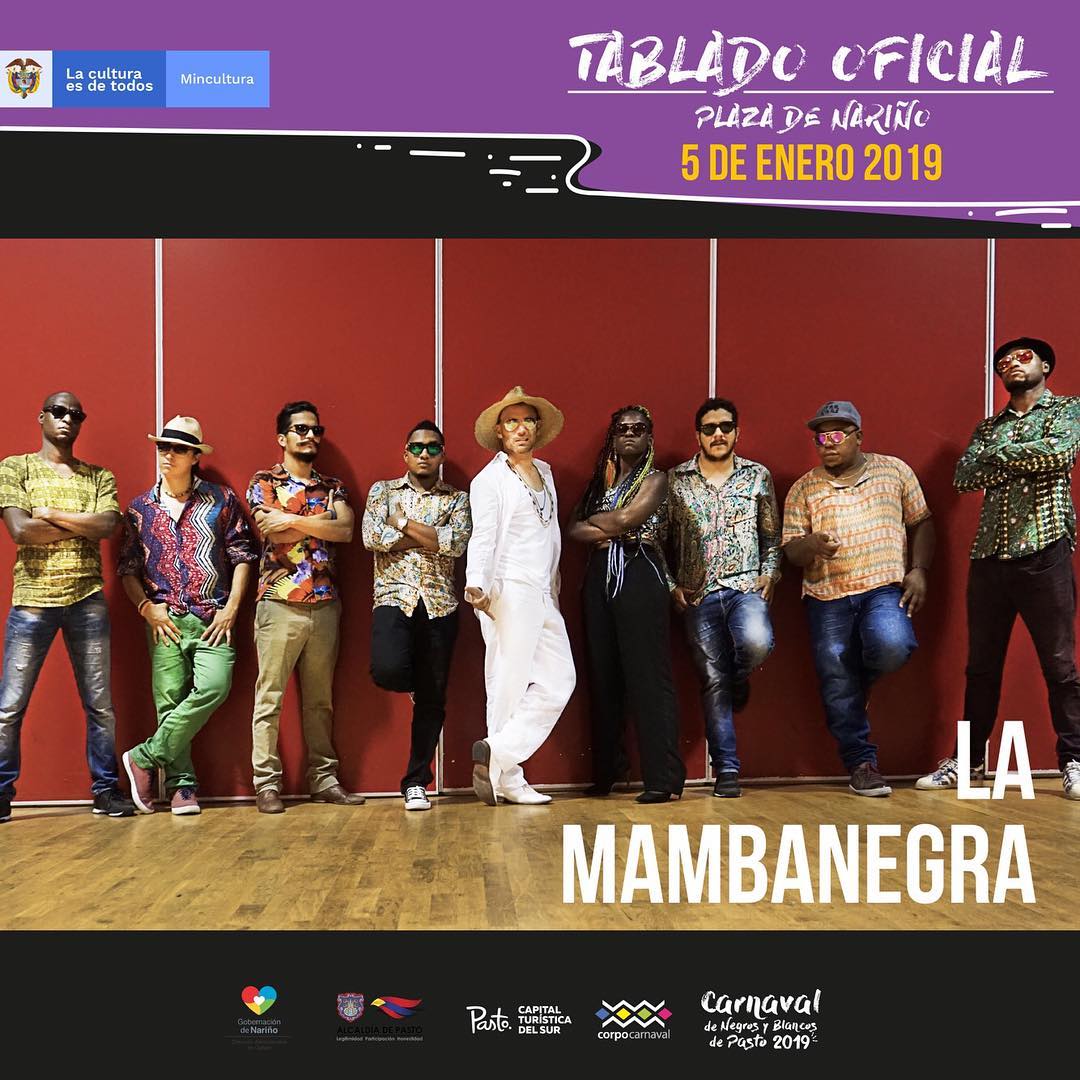 La cultura
es de todos
Mincultura
TABLADO OFICIAL
PLAZA DE NARIÑO
5 DE ENERO 2019
LA
MAMBANEGRA
Gobernación
de Nariño
ALCALDÍA DE PASTO
Legitimidad Participación Honestidad
Pasto.
CAPITAL
TURÍSTICA
DEL SUR
corpocarnaval
Carnaval
de Negros y Blancos
de Pasto 2019